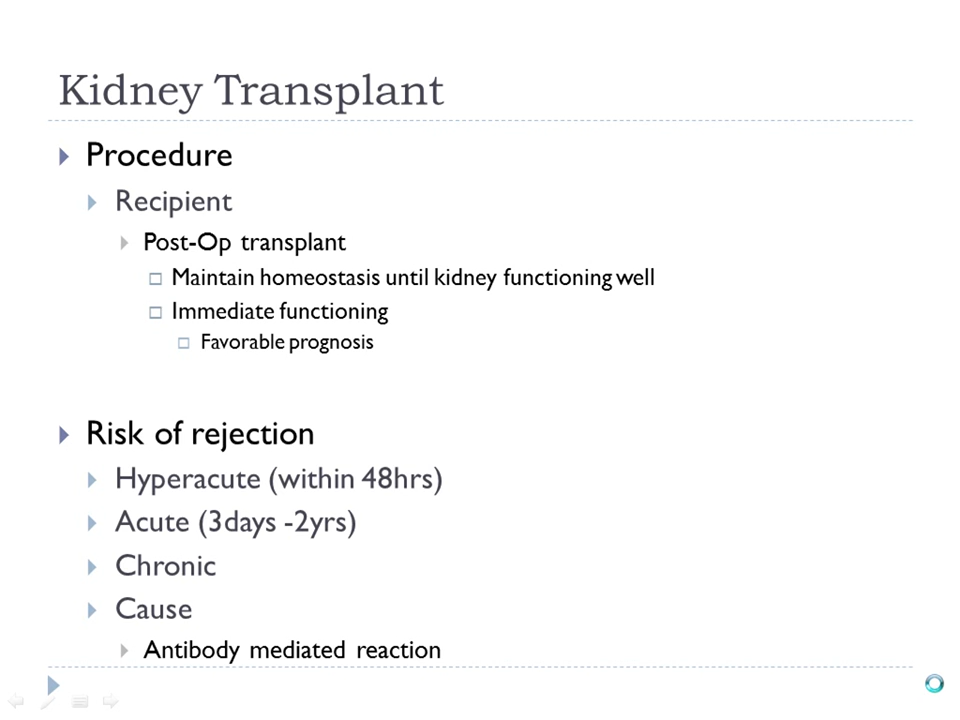 Kidney Transplant
Procedure
Recipient
Post-Op transplant
Maintain homeostasis until kidney functioning well
Immediate functioning
Favorable prognosis
Risk of rejection
Hyperacute (within 48hrs)
Acute (3days -2yrs)
Chronic
Cause
Antibody mediated reaction